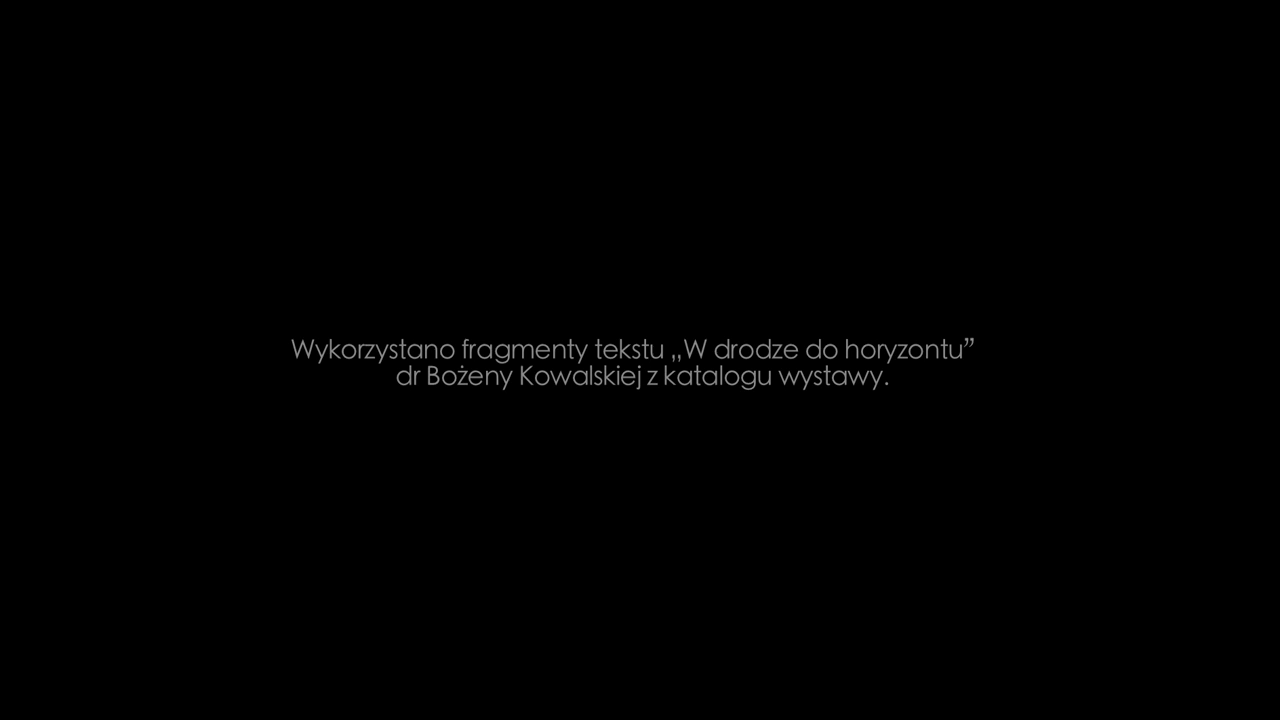 Wykorzystano fragmenty tekstu ,,W drodze do horyzontu”
dr Bożeny Kowalskiej z katalogu wystawy.